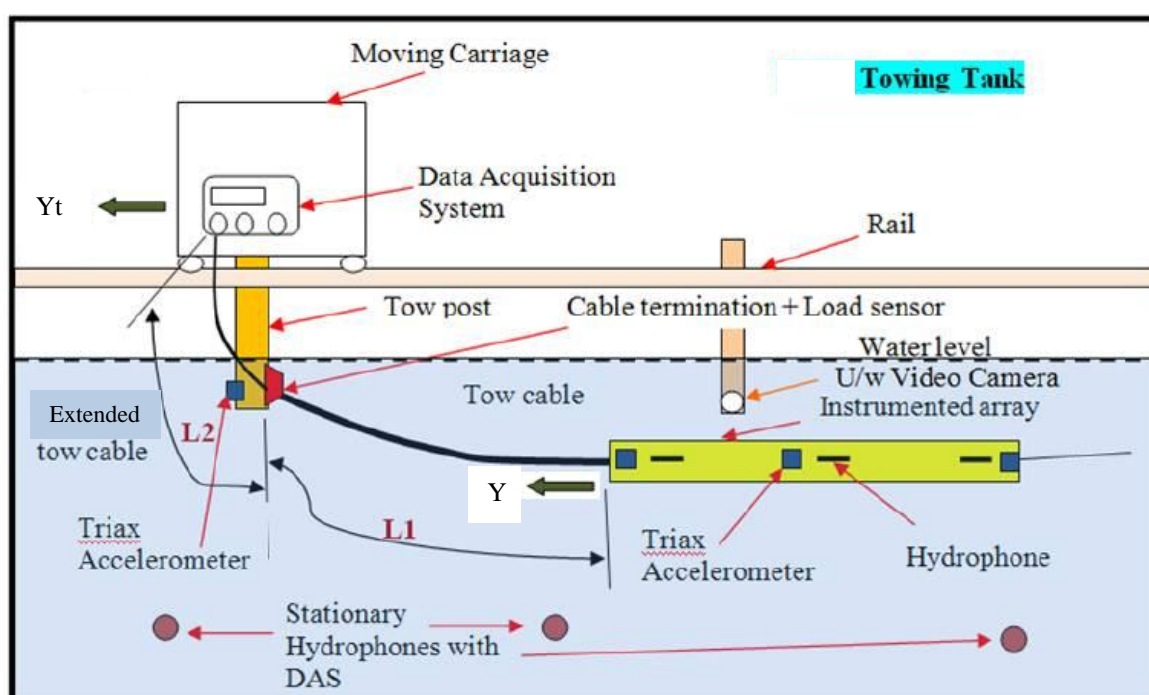 Moving Carriage
Towing Tank
Data Acquisition
System
Yt
Rail
Tow post
Cable termination + Load sensor
Water level
U/w Video Camera
Tow cable
Instrumented array
Extended
tow cable
L2
Y
L1
Triax
Accelerometer
Triax
Accelerometer
Hydrophone
Stationary
Hydrophones with
DAS